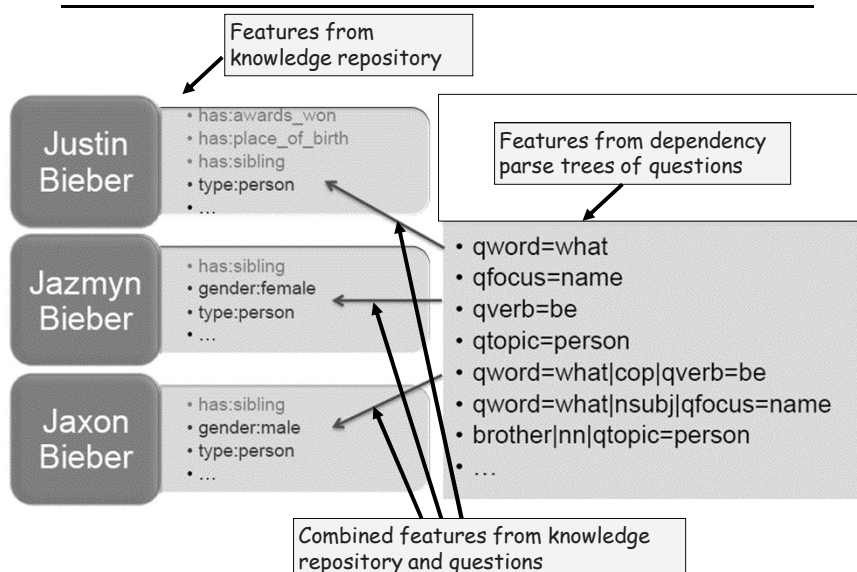 Features from
knowledge repository
Justin
Bieber
• has:awards_won
• has:place_of_birth
• has:sibling
• type:person
• ...
Features from dependency
parse trees of questions
Jazmyn
Bieber
• has:sibling
• gender:female
• type:person
• ...
Jaxon
Bieber
• has:sibling
• gender:male
• type:person
• ...
• qword=what
• qfocus=name
• qverb=be
• qtopic=person
• qword=what|cop|qverb=be
• qword=what|nsubj|qfocus=name
• brother|nn|qtopic=person
• ...
Combined features from knowledge
repository and questions